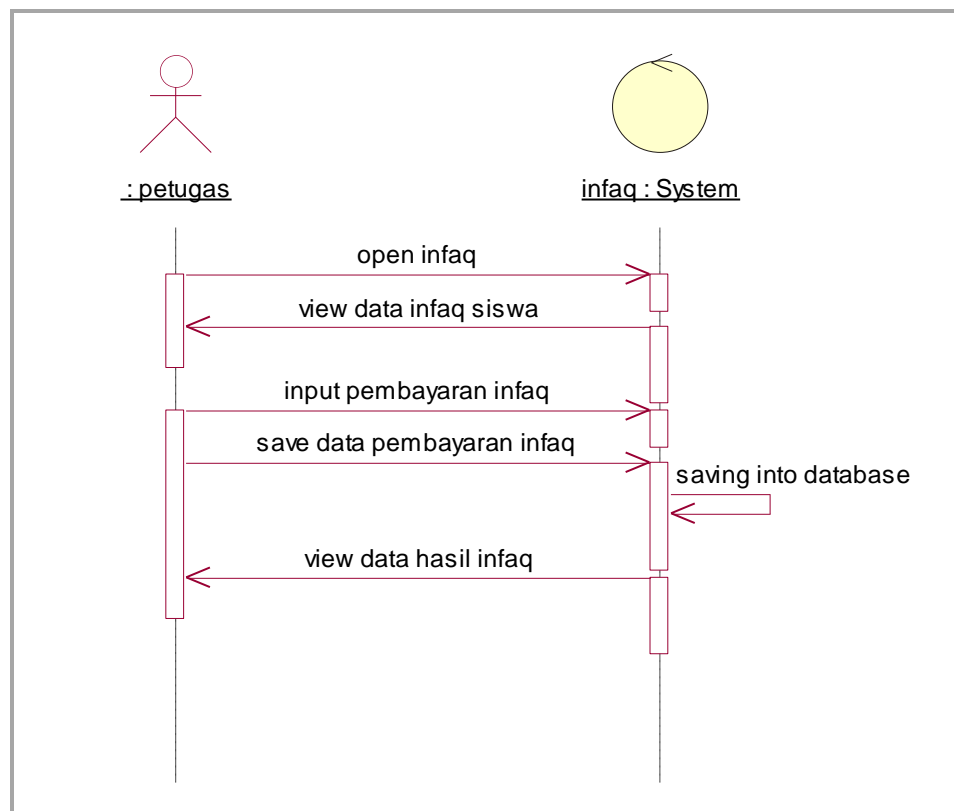 : petugas
infaq : System
open infaq
view data infaq siswa
input pembayaran infaq
save data pembayaran infaq
saving into database
view data hasil infaq